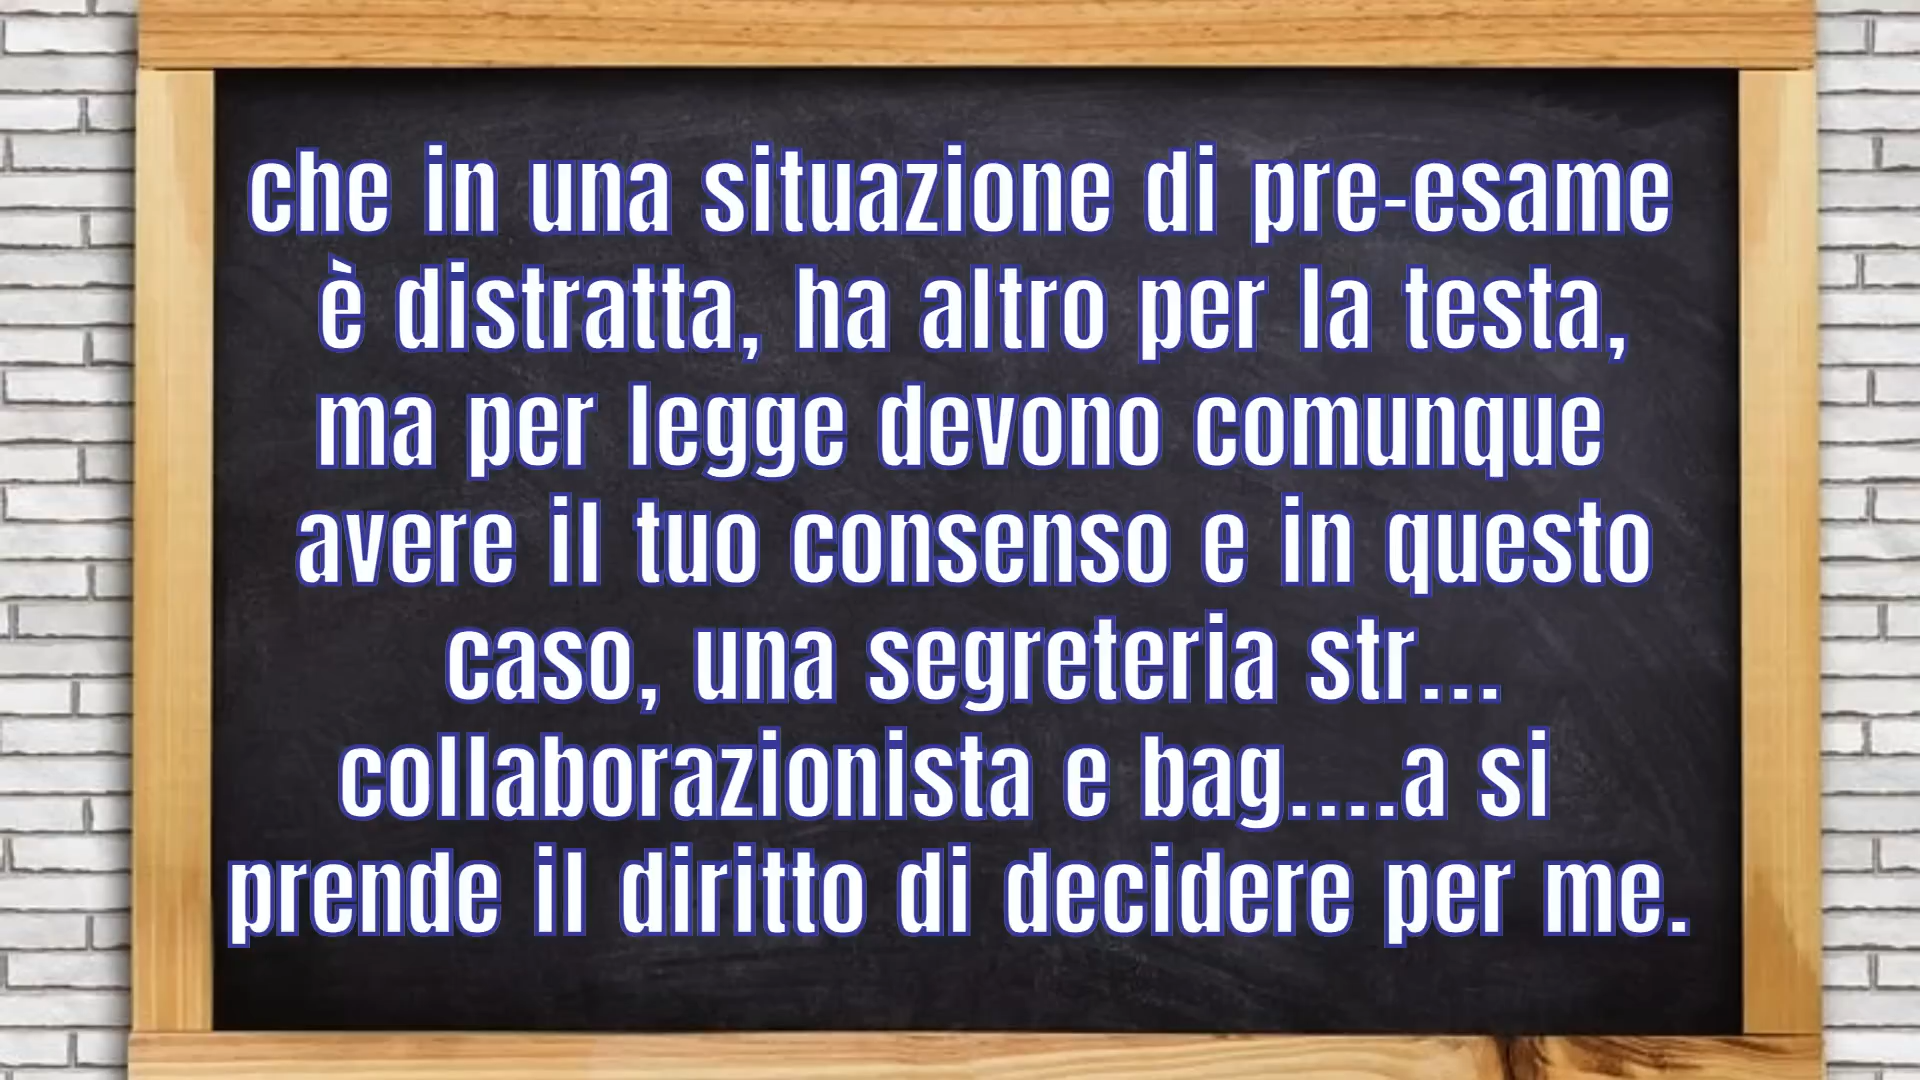 che in una situazione di pre-esame
è distratta, ha altro per la testa,
ma per legge devono comunque
avere il tuo consenso e in questo
caso, una segreteria str...
collaborazionista e bag....a si
prende il diritto di decidere per me.